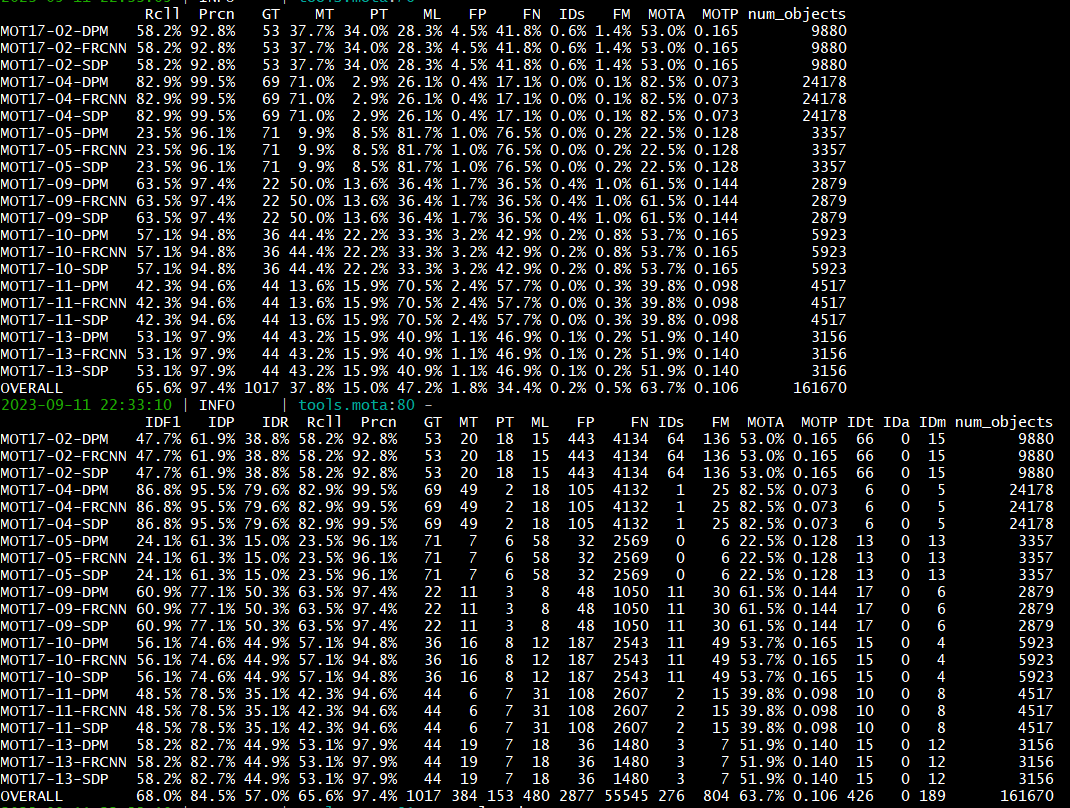 Rcll Prcn GT MT PT ML FP FN IDs FM MOTA MOTP num_objects
MOT17-02-DPM 58.2% 92.8% 53 37.7% 34.0% 28.3% 4.5% 41.8% 0.6% 1.4% 53.0% 0.165 9880
MOT17-02-FRCNN 58.2% 92.8% 53 37.7% 34.0% 28.3% 4.5% 41.8% 0.6% 1.4% 53.0% 0.165 9880
MOT17-02-SDP 58.2% 92.8% 53 37.7% 34.0% 28.3% 4.5% 41.8% 0.6% 1.4% 53.0% 0.165 9880
MOT17-04-DPM 82.9% 99.5% 69 71.0% 2.9% 26.1% 0.4% 17.1% 0.0% 0.1% 82.5% 0.073 24178
MOT17-04-FRCNN 82.9% 99.5% 69 71.0% 2.9% 26.1% 0.4% 17.1% 0.0% 0.1% 82.5% 0.073 24178
MOT17-04-SDP 82.9% 99.5% 69 71.0% 2.9% 26.1% 0.4% 17.1% 0.0% 0.1% 82.5% 0.073 24178
MOT17-05-DPM 23.5% 96.1% 71 9.9% 8.5% 81.7% 1.0% 76.5% 0.0% 0.2% 22.5% 0.128 3357
MOT17-05-FRCNN 23.5% 96.1% 71 9.9% 8.5% 81.7% 1.0% 76.5% 0.0% 0.2% 22.5% 0.128 3357
MOT17-05-SDP 23.5% 96.1% 71 9.9% 8.5% 81.7% 1.0% 76.5% 0.0% 0.2% 22.5% 0.128 3357
MOT17-09-DPM 63.5% 97.4% 22 50.0% 13.6% 36.4% 1.7% 36.5% 0.4% 1.0% 61.5% 0.144 2879
MOT17-09-FRCNN 63.5% 97.4% 22 50.0% 13.6% 36.4% 1.7% 36.5% 0.4% 1.0% 61.5% 0.144 2879
MOT17-09-SDP 63.5% 97.4% 22 50.0% 13.6% 36.4% 1.7% 36.5% 0.4% 1.0% 61.5% 0.144 2879
MOT17-10-DPM 57.1% 94.8% 36 44.4% 22.2% 33.3% 3.2% 42.9% 0.2% 0.8% 53.7% 0.165 5923
MOT17-10-FRCNN 57.1% 94.8% 36 44.4% 22.2% 33.3% 3.2% 42.9% 0.2% 0.8% 53.7% 0.165 5923
MOT17-10-SDP 57.1% 94.8% 36 44.4% 22.2% 33.3% 3.2% 42.9% 0.2% 0.8% 53.7% 0.165 5923
MOT17-11-DPM 42.3% 94.6% 44 13.6% 15.9% 70.5% 2.4% 57.7% 0.0% 0.3% 39.8% 0.098 4517
MOT17-11-FRCNN 42.3% 94.6% 44 13.6% 15.9% 70.5% 2.4% 57.7% 0.0% 0.3% 39.8% 0.098 4517
MOT17-11-SDP 42.3% 94.6% 44 13.6% 15.9% 70.5% 2.4% 57.7% 0.0% 0.3% 39.8% 0.098 4517
MOT17-13-DPM 53.1% 97.9% 44 43.2% 15.9% 40.9% 1.1% 46.9% 0.1% 0.2% 51.9% 0.140 3156
MOT17-13-FRCNN 53.1% 97.9% 44 43.2% 15.9% 40.9% 1.1% 46.9% 0.1% 0.2% 51.9% 0.140 3156
MOT17-13-SDP 53.1% 97.9% 44 43.2% 15.9% 40.9% 1.1% 46.9% 0.1% 0.2% 51.9% 0.140 3156
OVERALL 65.6% 97.4% 1017 37.8% 15.0% 47.2% 1.8% 34.4% 0.2% 0.5% 63.7% 0.106 161670
2023-09-11 22:33:10 | INFO | tools.mota:80 -
IDF1 IDP IDR Rcll Prcn GT MT PT ML FP FN IDs FM MOTA MOTP IDt IDa IDm num_objects
MOT17-02-DPM 47.7% 61.9% 38.8% 58.2% 92.8% 53 20 18 15 443 4134 64 136 53.0% 0.165 66 0 15 9880
MOT17-02-FRCNN 47.7% 61.9% 38.8% 58.2% 92.8% 53 20 18 15 443 4134 64 136 53.0% 0.165 66 0 15 9880
MOT17-02-SDP 47.7% 61.9% 38.8% 58.2% 92.8% 53 20 18 15 443 4134 64 136 53.0% 0.165 66 0 15 9880
MOT17-04-DPM 86.8% 95.5% 79.6% 82.9% 99.5% 69 49 2 18 105 4132 1 25 82.5% 0.073 6 0 5 24178
MOT17-04-FRCNN 86.8% 95.5% 79.6% 82.9% 99.5% 69 49 2 18 105 4132 1 25 82.5% 0.073 6 0 5 24178
MOT17-04-SDP 86.8% 95.5% 79.6% 82.9% 99.5% 69 49 2 18 105 4132 1 25 82.5% 0.073 6 0 5 24178
MOT17-05-DPM 24.1% 61.3% 15.0% 23.5% 96.1% 71 7 6 58 32 2569 0 6 22.5% 0.128 13 0 13 3357
MOT17-05-FRCNN 24.1% 61.3% 15.0% 23.5% 96.1% 71 7 6 58 32 2569 0 6 22.5% 0.128 13 0 13 3357
MOT17-05-SDP 24.1% 61.3% 15.0% 23.5% 96.1% 71 7 6 58 32 2569 0 6 22.5% 0.128 13 0 13 3357
MOT17-09-DPM 60.9% 77.1% 50.3% 63.5% 97.4% 22 11 3 8 48 1050 11 30 61.5% 0.144 17 0 6 2879
MOT17-09-FRCNN 60.9% 77.1% 50.3% 63.5% 97.4% 22 11 3 8 48 1050 11 30 61.5% 0.144 17 0 6 2879
MOT17-09-SDP 60.9% 77.1% 50.3% 63.5% 97.4% 22 11 3 8 48 1050 11 30 61.5% 0.144 17 0 6 2879
MOT17-10-DPM 56.1% 74.6% 44.9% 57.1% 94.8% 36 16 8 12 187 2543 11 49 53.7% 0.165 15 0 4 5923
MOT17-10-FRCNN 56.1% 74.6% 44.9% 57.1% 94.8% 36 16 8 12 187 2543 11 49 53.7% 0.165 15 0 4 5923
MOT17-10-SDP 56.1% 74.6% 44.9% 57.1% 94.8% 36 16 8 12 187 2543 11 49 53.7% 0.165 15 0 4 5923
MOT17-11-DPM 48.5% 78.5% 35.1% 42.3% 94.6% 44 6 7 31 108 2607 2 15 39.8% 0.098 10 0 8 4517
MOT17-11-FRCNN 48.5% 78.5% 35.1% 42.3% 94.6% 44 6 7 31 108 2607 2 15 39.8% 0.098 10 0 8 4517
MOT17-11-SDP 48.5% 78.5% 35.1% 42.3% 94.6% 44 6 7 31 108 2607 2 15 39.8% 0.098 10 0 8 4517
MOT17-13-DPM 58.2% 82.7% 44.9% 53.1% 97.9% 44 19 7 18 36 1480 3 7 51.9% 0.140 15 0 12 3156
MOT17-13-FRCNN 58.2% 82.7% 44.9% 53.1% 97.9% 44 19 7 18 36 1480 3 7 51.9% 0.140 15 0 12 3156
MOT17-13-SDP 58.2% 82.7% 44.9% 53.1% 97.9% 44 19 7 18 36 1480 3 7 51.9% 0.140 15 0 12 3156
OVERALL 68.0% 84.5% 57.0% 65.6% 97.4% 1017 384 153 480 2877 55545 276 804 63.7% 0.106 426 0 189 161670